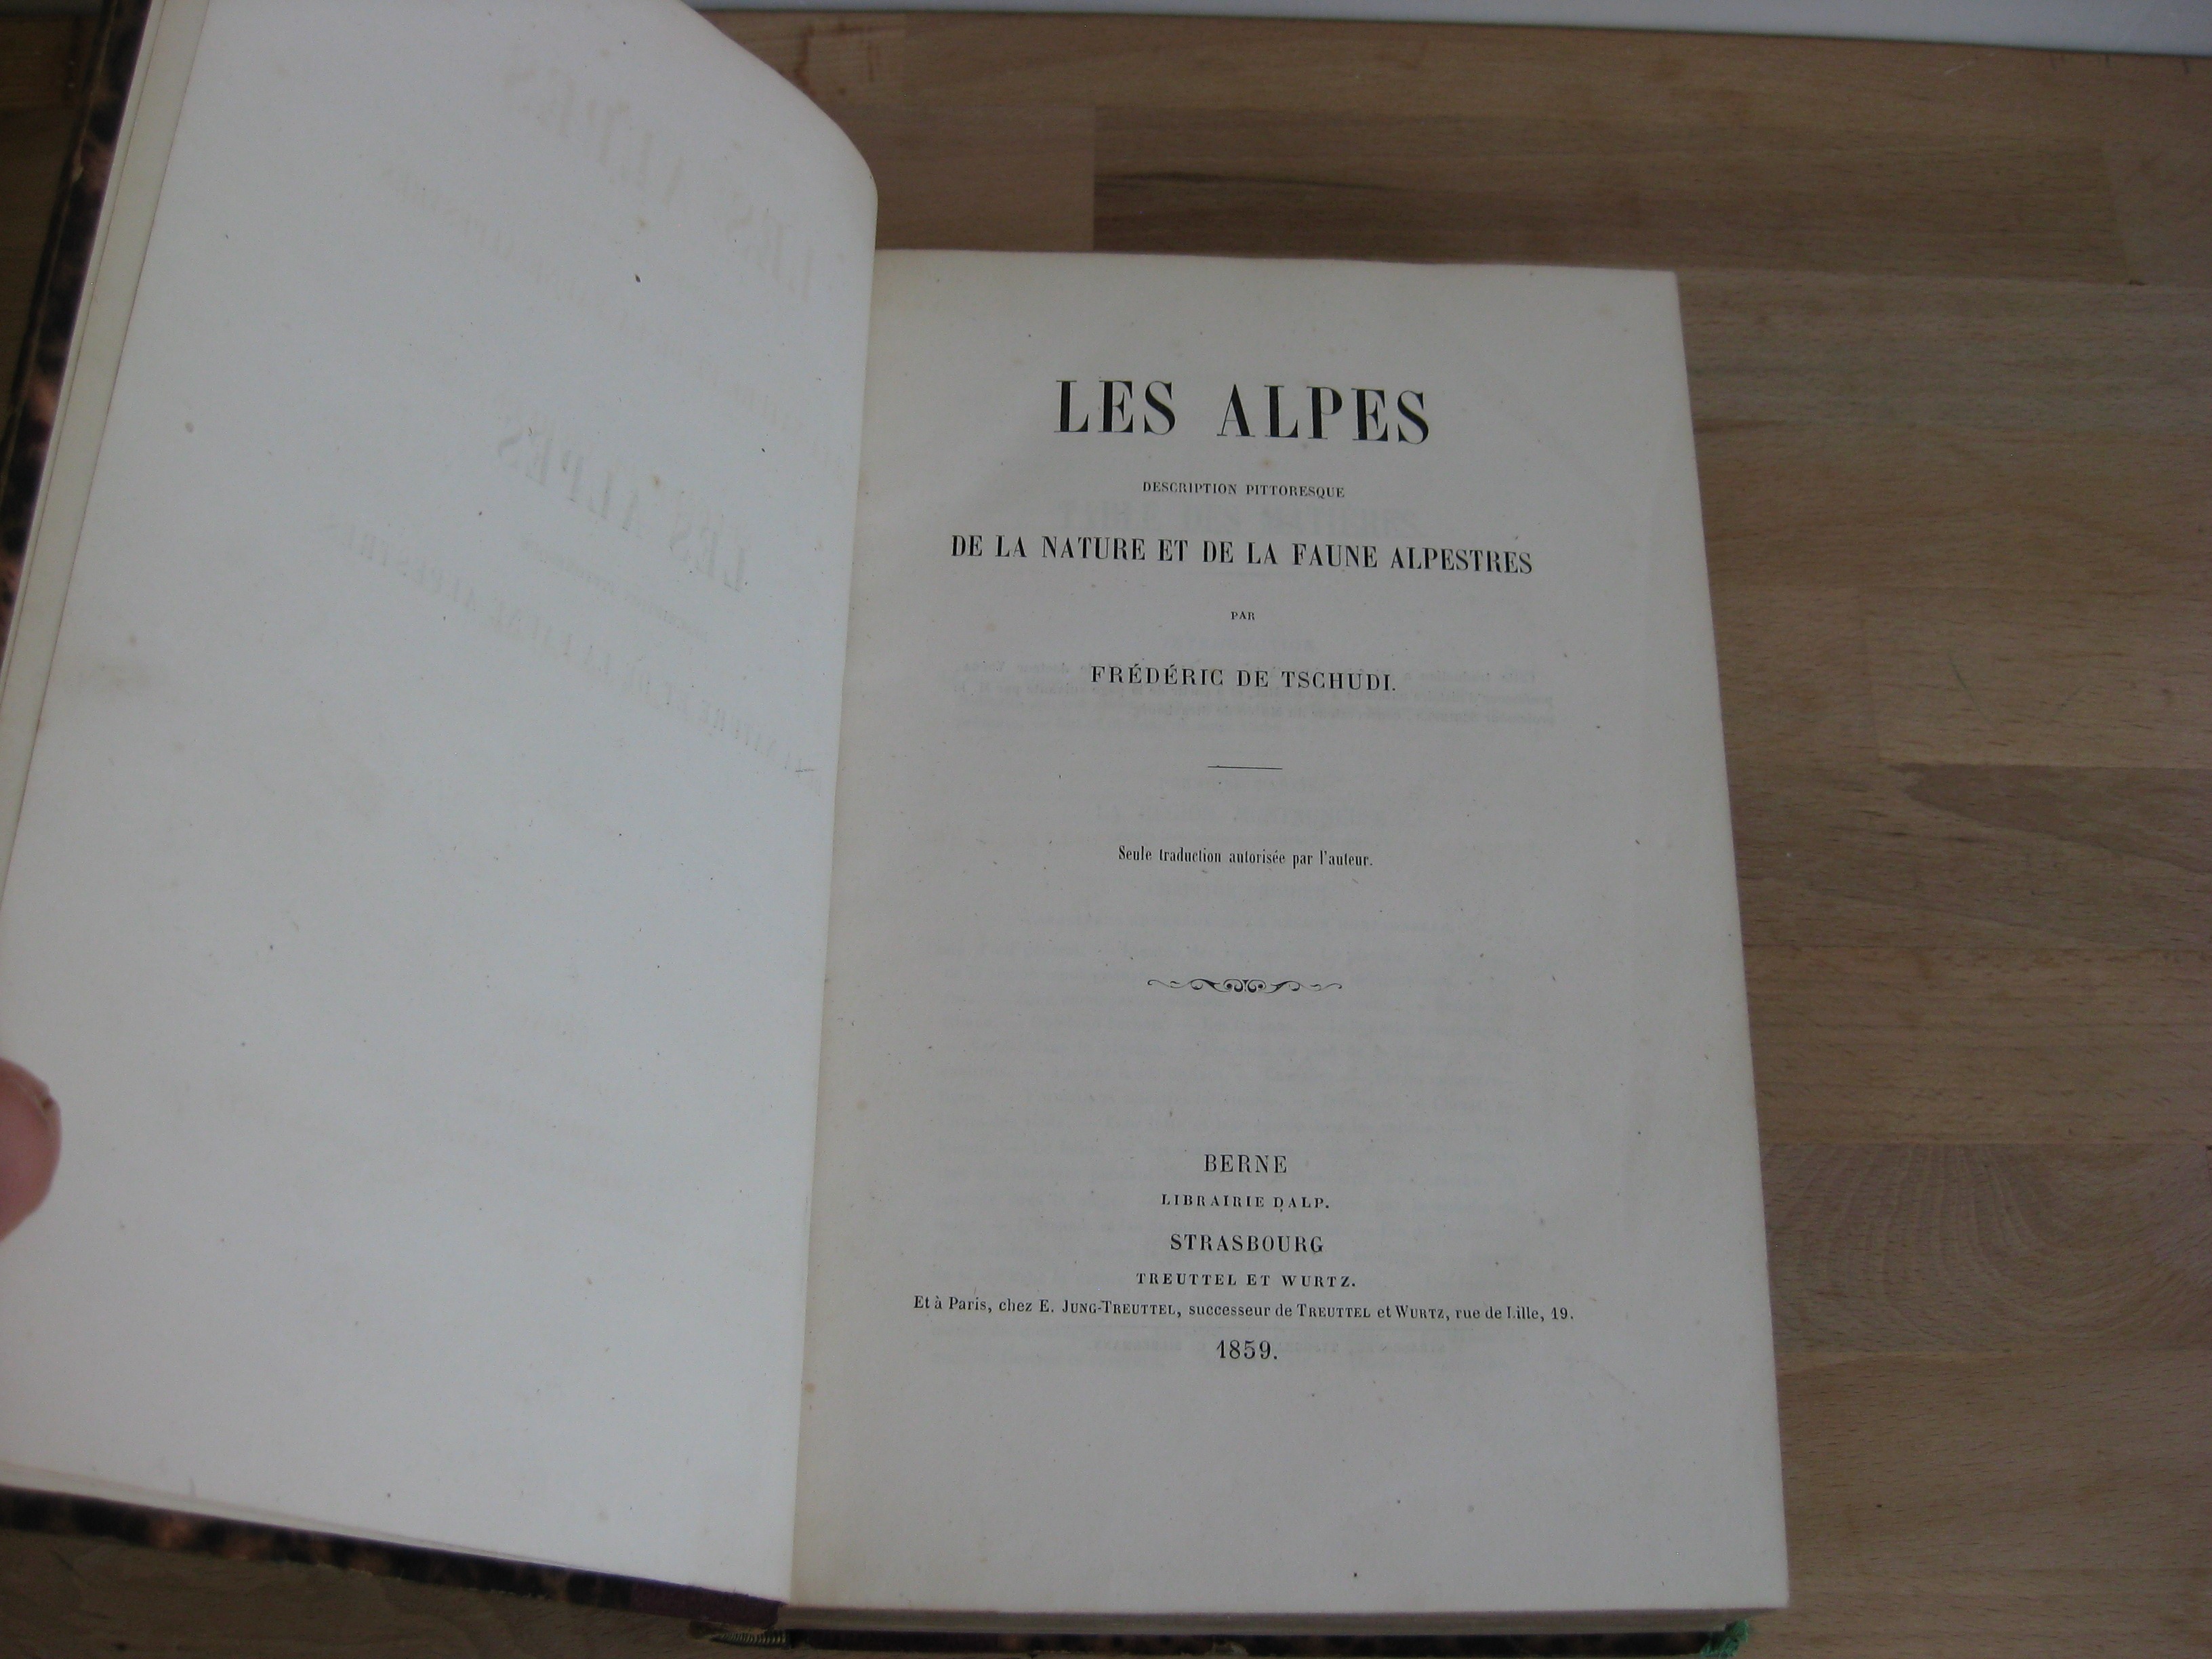 LES ALPES
DESCRIPTION PITTORESQUE
DE LA NATURE ET DE LA FAUNE ALPESTRES
PAR
FRÉDÉRIC DE TSCHUDI.
Seule traduction autorisée par l'auteur.
BERNE
LIBRAIRIE DALP.
STRASBOURG
TREUTTEL ET WURTZ.
Et à Paris, chez E. JUNG-TREUTTEL, successeur de TREUTTEL et WURTZ, rue de Lille, 19.
1859.